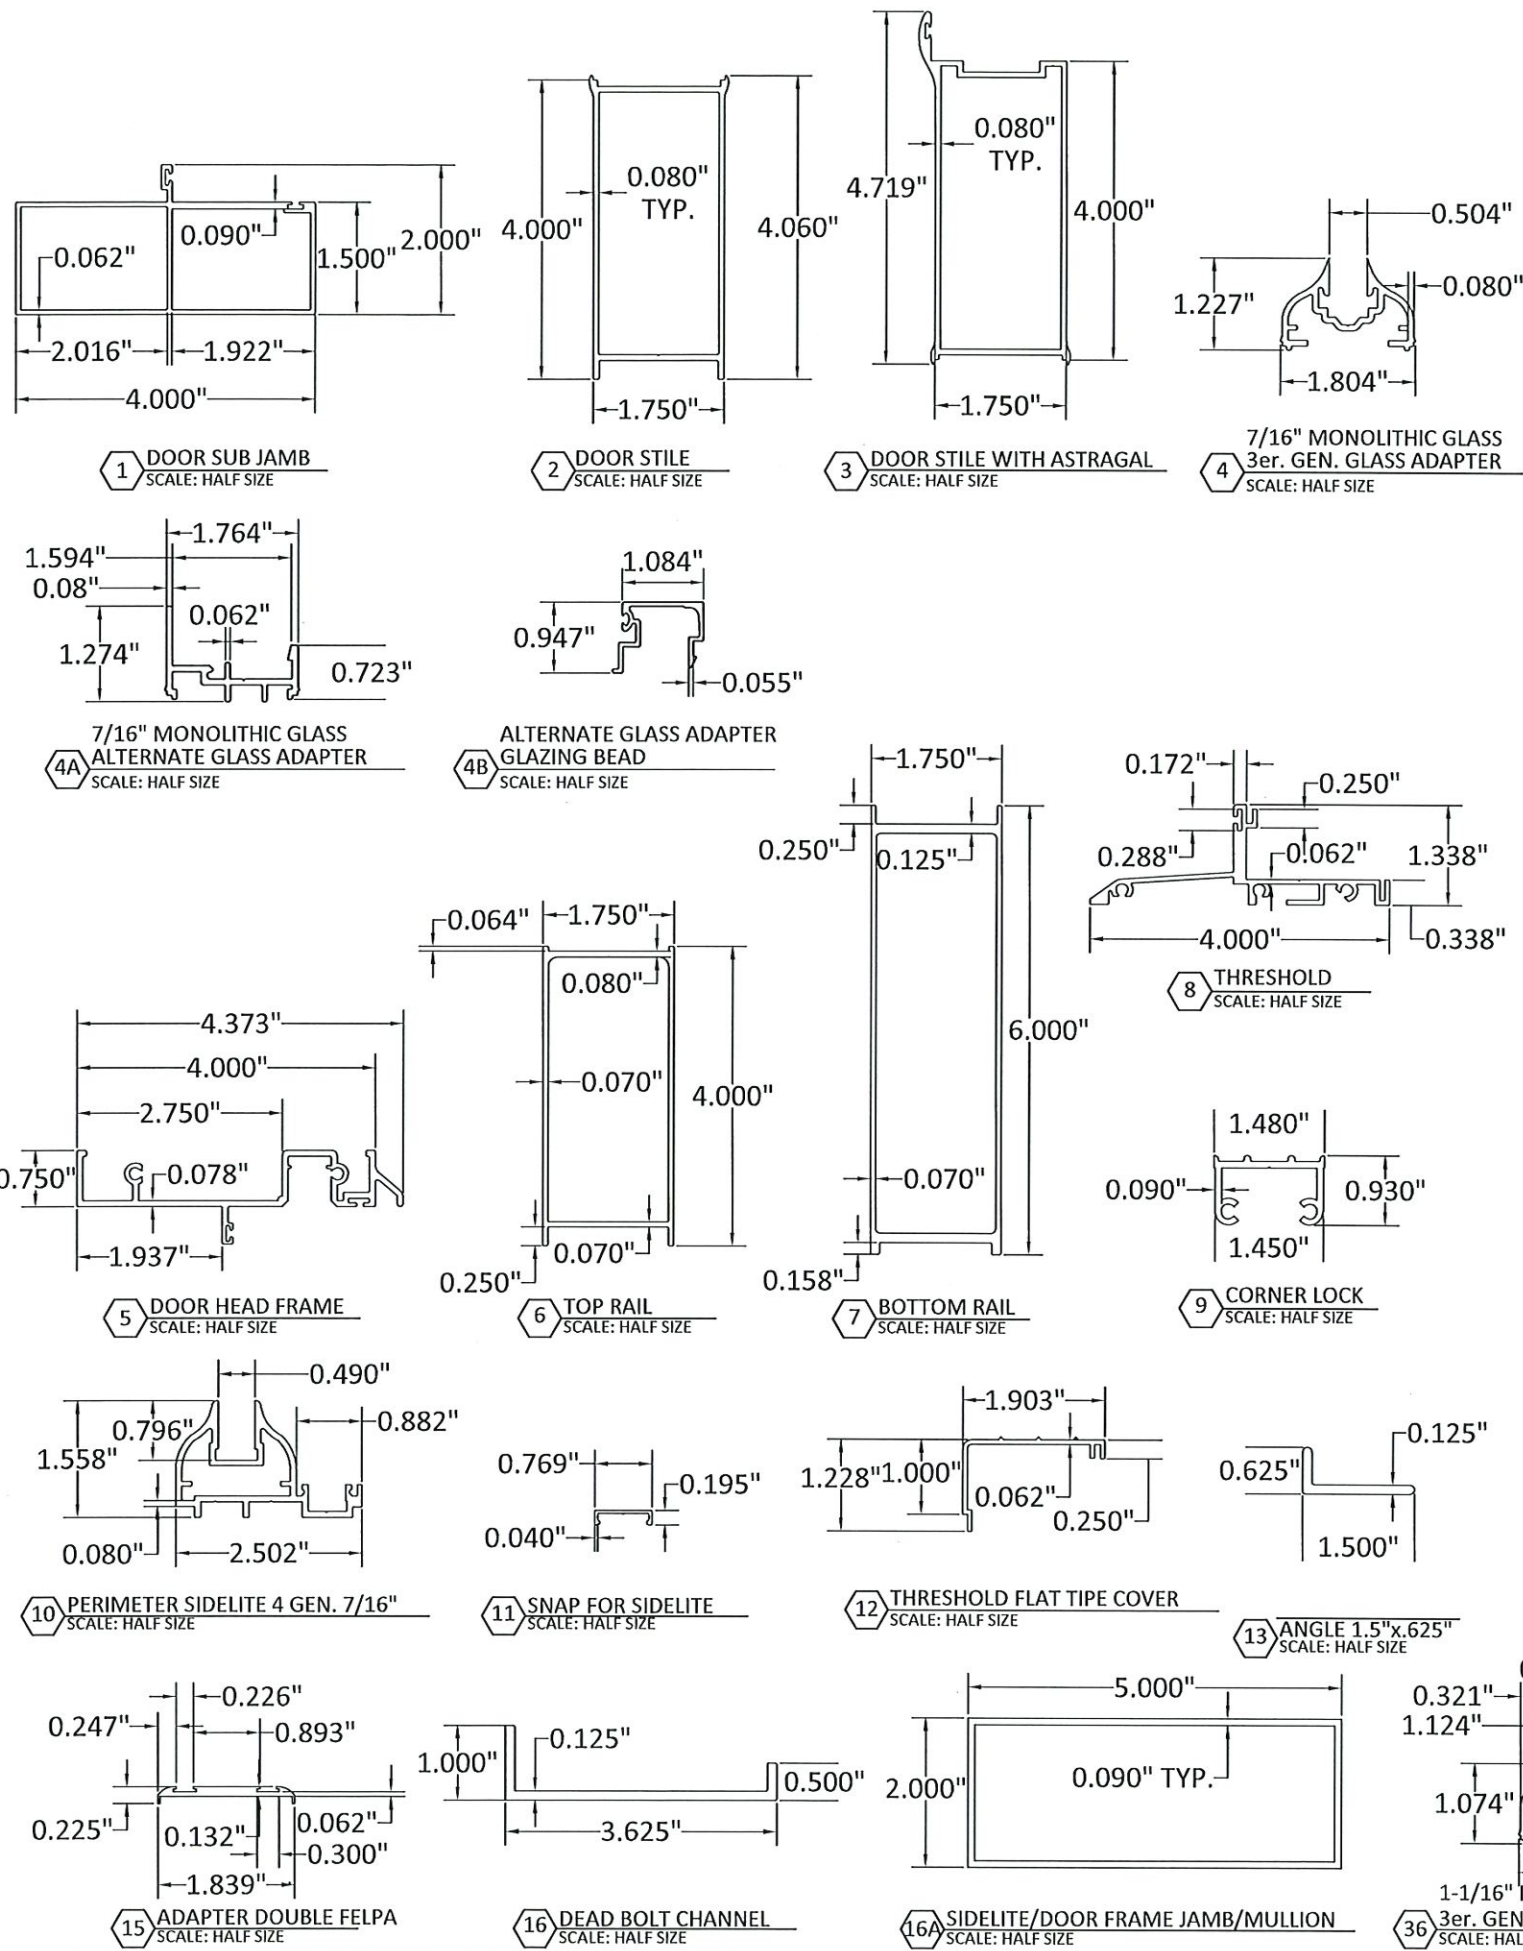 0.062"
0.090"
1.500"
2.000"
2.016"
1.922"
4.000"
1
DOOR SUB JAMB
SCALE: HALF SIZE
0.080"
TYP.
4.000"
4.060"
1.750"
2
DOOR STILE
SCALE: HALF SIZE
0.080"
TYP.
4.719"
4.000"
1.750"
3
DOOR STILE WITH ASTRAGAL
SCALE: HALF SIZE
0.504"
1.227"
0.080"
1.804"
7/16" MONOLITHIC GLASS
4
3er. GEN. GLASS ADAPTER
SCALE: HALF SIZE
1.764"
1.594"
0.08"
0.062"
1.274"
0.723"
7/16" MONOLITHIC GLASS
4A
ALTERNATE GLASS ADAPTER
SCALE: HALF SIZE
1.084"
0.947"
0.055"
ALTERNATE GLASS ADAPTER
4B
GLAZING BEAD
SCALE: HALF SIZE
4.373"
4.000"
2.750"
0.750"
0.078"
1.937"
5
DOOR HEAD FRAME
SCALE: HALF SIZE
0.064"
1.750"
0.080"
0.070"
4.000"
0.070"
0.250"
6
TOP RAIL
SCALE: HALF SIZE
1.750"
0.250"
0.125"
6.000"
0.070"
0.158"
7
BOTTOM RAIL
SCALE: HALF SIZE
0.172"
0.250"
0.288"
0.062"
1.338"
4.000"
0.338"
8
THRESHOLD
SCALE: HALF SIZE
1.480"
0.090"
0.930"
1.450"
9
CORNER LOCK
SCALE: HALF SIZE
0.490"
0.796"
0.882"
1.558"
0.080"
2.502"
10
PERIMETER SIDELITE 4 GEN. 7/16"
SCALE: HALF SIZE
0.769"
0.195"
0.040"
11
SNAP FOR SIDELITE
SCALE: HALF SIZE
1.903"
1.228"
1.000"
0.062"
0.250"
12
THRESHOLD FLAT TIPE COVER
SCALE: HALF SIZE
0.125"
0.625"
1.500"
13
ANGLE 1.5"x.625"
SCALE: HALF SIZE
0.226"
0.247"
0.893"
0.225"
0.132"
0.062"
0.300"
1.839"
15
ADAPTER DOUBLE FELPA
SCALE: HALF SIZE
1.000"
0.125"
0.500"
3.625"
16
DEAD BOLT CHANNEL
SCALE: HALF SIZE
5.000"
2.000"
0.090" TYP.
16A
SIDELITE/DOOR FRAME JAMB/MULLION
SCALE: HALF SIZE
0.321"
1.124"
1.074"
1-1/16"
36
3er. GEN
SCALE: HAL